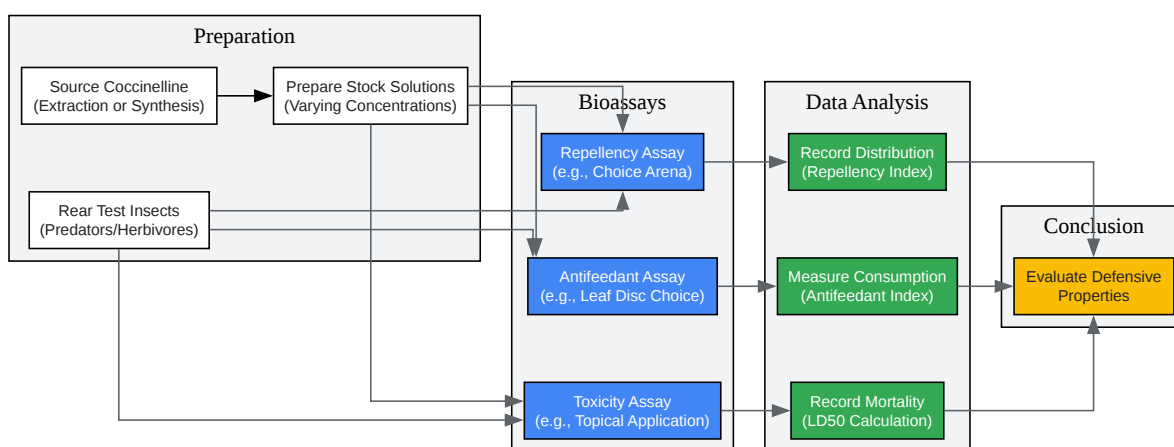 Preparation
Source Coccinelline
(Extraction or Synthesis)
Prepare Stock Solutions
(Varying Concentrations)
Rear Test Insects
(Predators/Herbivores)
Bioassays
Repellency Assay
(e.g., Choice Arena)
Antifeedant Assay
(e.g., Leaf Disc Choice)
Toxicity Assay
(e.g., Topical Application)
Data Analysis
Record Distribution
(Repellency Index)
Measure Consumption
(Antifeedant Index)
Record Mortality
(LD50 Calculation)
Conclusion
Evaluate Defensive
Properties